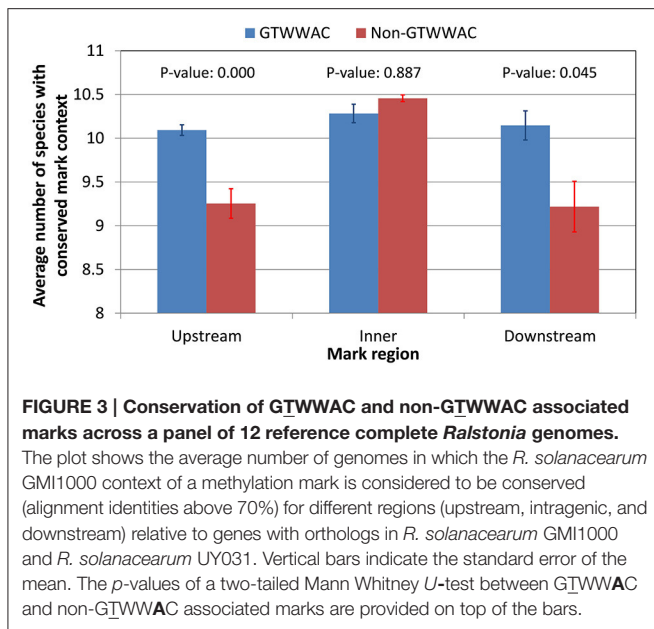 GTWWAC Non-GTWWAC
11
10.5
10
9.5
9
8.5
8
Average number of species with
conserved mark context
P-value: 0.000 P-value: 0.887 P-value: 0.045
Upstream Inner Downstream
Mark region
FIGURE 3 | Conservation of GTWWAC and non-GTWWAC associated
marks across a panel of 12 reference complete Ralstonia genomes.
The plot shows the average number of genomes in which the R. solanacearum
GMI1000 context of a methylation mark is considered to be conserved
(alignment identities above 70%) for different regions (upstream, intragenic, and
downstream) relative to genes with orthologs in R. solanacearum GMI1000
and R. solanacearum UY031. Vertical bars indicate the standard error of the
mean. The p-values of a two-tailed Mann Whitney U-test between GTWWAC
and non-GTWWAC associated marks are provided on top of the bars.